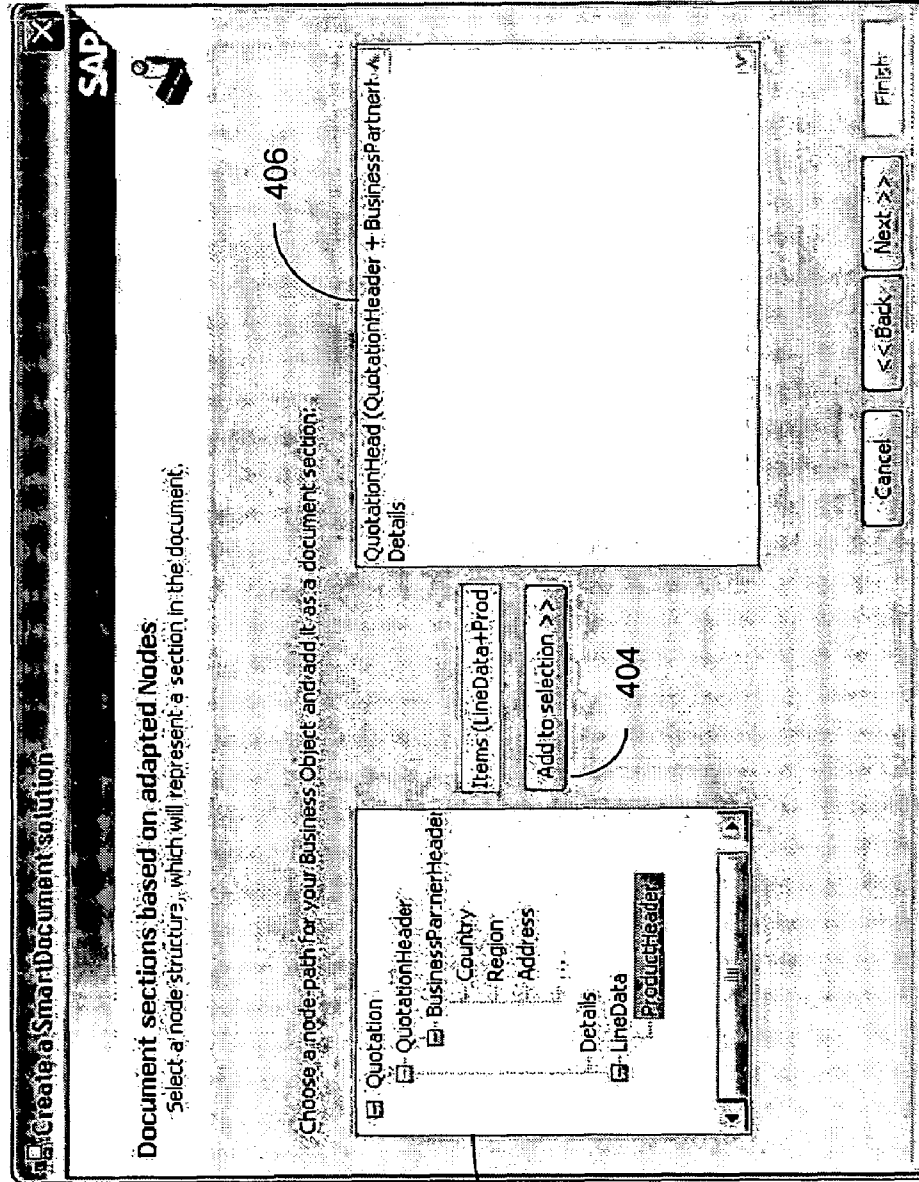 Create a SmartDocument solution
SAP
Document sections based on adapted Nodes
Select a node structure, which will represent a section in the document.
Choose a node-path for your Business Object and add it as a document section.
Quotation
QuotationHeader
BusinessPartnerHeader
Country
Region
Address
...
Details
LineData
ProductHeader
Items (LineData+Prod
Add to selection >>
404
406
QuotationHead (QuotationHeader + BusinessPartnerH
Details
Cancel
<< Back
Next >>
Finish